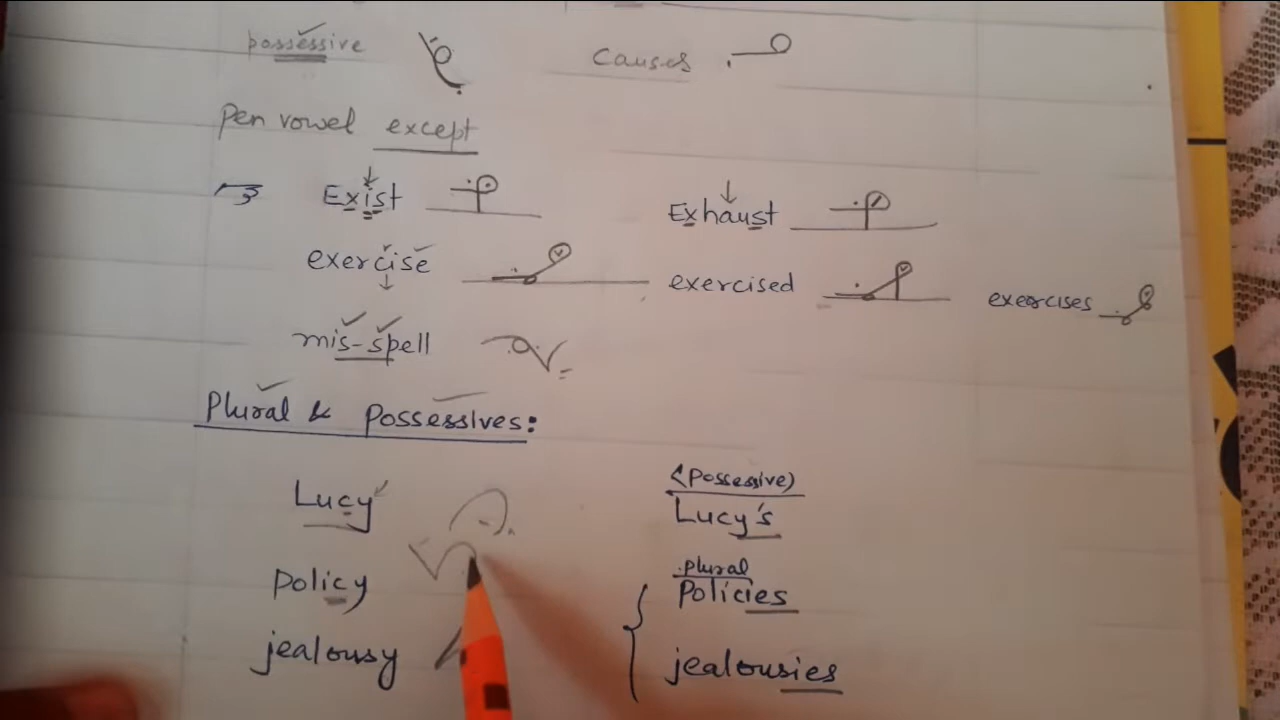 possessive causes
Pen vowel except
Exist Exhaust
exercise exercised exercises
mis-spell
Plural & Possessives:
(Possessive)
Lucy Lucy's
plural
Policy Policies
jealousy jealousies